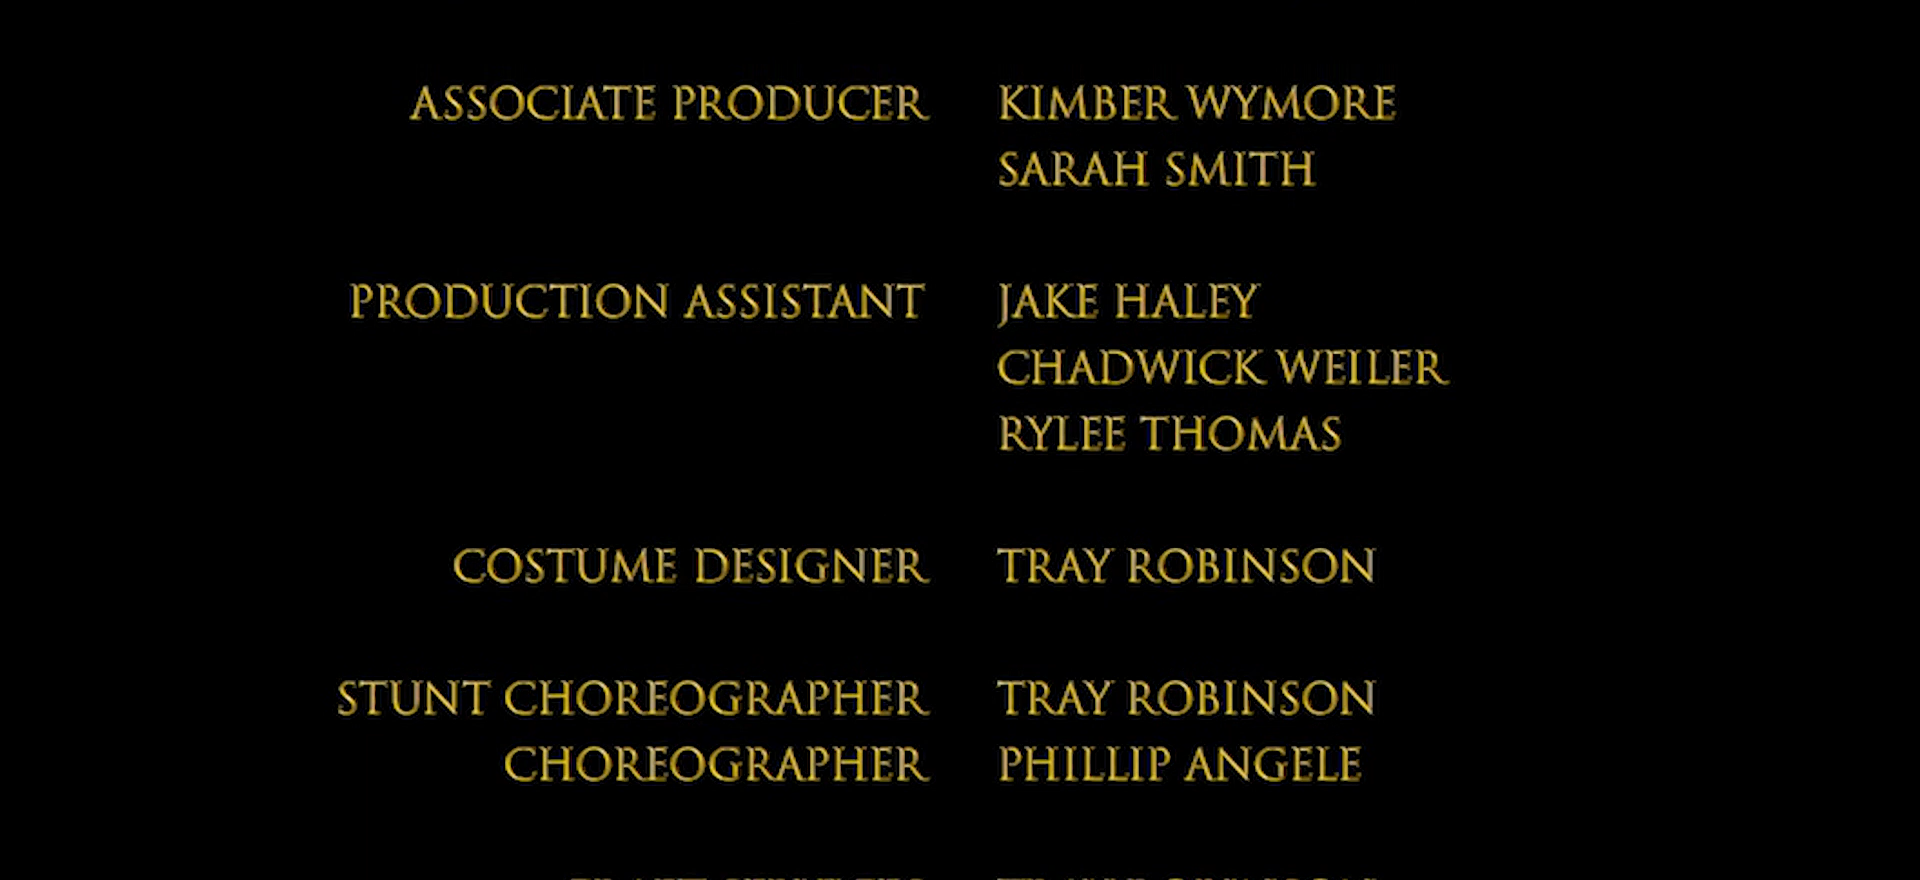 ASSOCIATE PRODUCER KIMBER WYMORE
SARAH SMITH
PRODUCTION ASSISTANT JAKE HALEY
CHADWICK WEILER
RYLEE THOMAS
COSTUME DESIGNER TRAY ROBINSON
STUNT CHOREOGRAPHER TRAY ROBINSON
CHOREOGRAPHER PHILLIP ANGELE